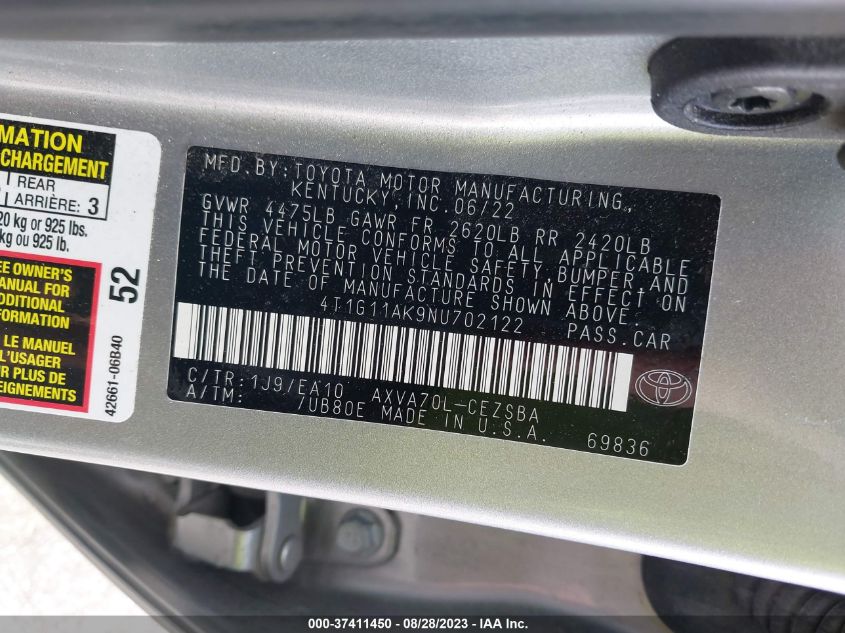 MATION
CHARGEMENT
REAR
ARRIÈRE: 3
20 kg or 925 lbs.
kg ou 925 lb.
EE OWNER'S
MANUAL FOR
DDITIONAL
FORMATION
LE MANUEL
L'USAGER
UR PLUS DE
EIGNEMENTS
52
42661-06B40
MFD. BY: TOYOTA MOTOR MANUFACTURING,
KENTUCKY, INC. 06/22
GVWR 4475LB GAWR FR 2620LB RR 2420LB
THIS VEHICLE CONFORMS TO ALL APPLICABLE
FEDERAL MOTOR VEHICLE SAFETY, BUMPER, AND
THEFT PREVENTION STANDARDS IN EFFECT ON
THE DATE OF MANUFACTURE SHOWN ABOVE.
4T1G11AK9NU702122 PASS.CAR
C/TR: 1J9/EA10 AXVA70L-CEZSBA
A/TM: /UB80E MADE IN U.S.A. 69836
000-37411450 - 08/28/2023 - Copyright © IAA, Inc.